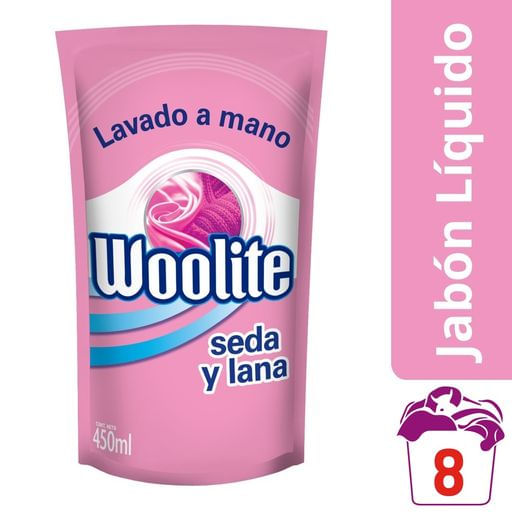 Lavado a mano
Woolite
seda
y lana
CONT. NETO
450ml
Jabón Líquido
8